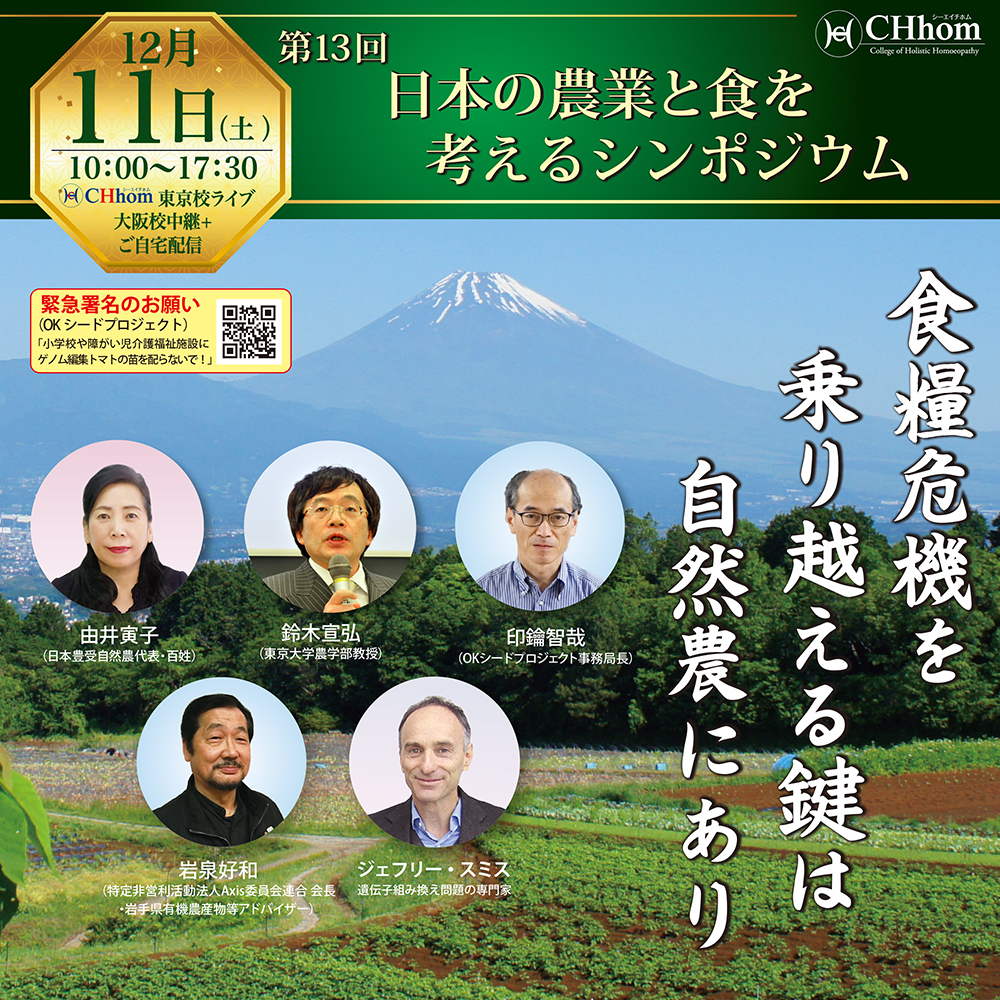 12月
11日(土)
10:00〜17:30
シーエイチホム
CHhom 東京校ライブ
大阪校中継+
ご自宅配信
第13回
日本の農業と食を
考えるシンポジウム
シーエイチホム
CHhom
College of Holistic Homoeopathy
緊急署名のお願い
(OKシードプロジェクト)
「小学校や障がい児介護福祉施設に
ゲノム編集トマトの苗を配らないで！」
食糧危機を
乗り越える鍵は
自然農にあり
由井寅子
(日本豊受自然農代表・百姓)
鈴木宣弘
(東京大学農学部教授)
印鑰智哉
(OKシードプロジェクト事務局長)
岩泉好和
(特定非営利活動法人Axis委員会連合 会長
・岩手県有機農産物等アドバイザー)
ジェフリー・スミス
遺伝子組み換え問題の専門家